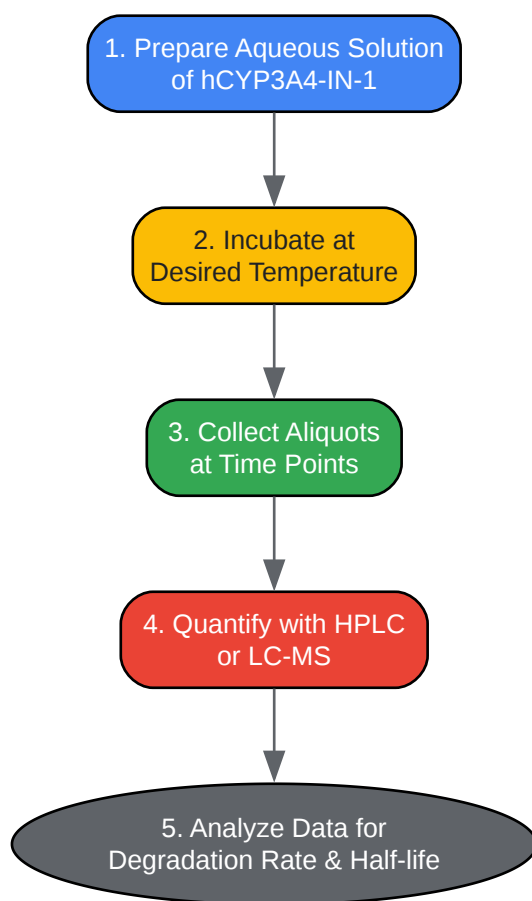 1. Prepare Aqueous Solution
of hCYP3A4-IN-1
2. Incubate at
Desired Temperature
3. Collect Aliquots
at Time Points
4. Quantify with HPLC
or LC-MS
5. Analyze Data for
Degradation Rate & Half-life